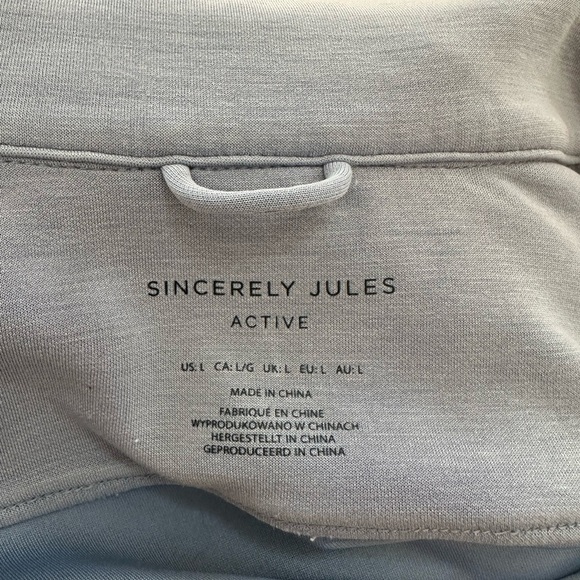 SINCERELY JULES
ACTIVE
US: L CA: L/G UK: L EU: L AU: L
MADE IN CHINA
FABRIQUÉ EN CHINE
WYPRODUKOWANO W CHINACH
HERGESTELLT IN CHINA
GEPRODUCEERD IN CHINA